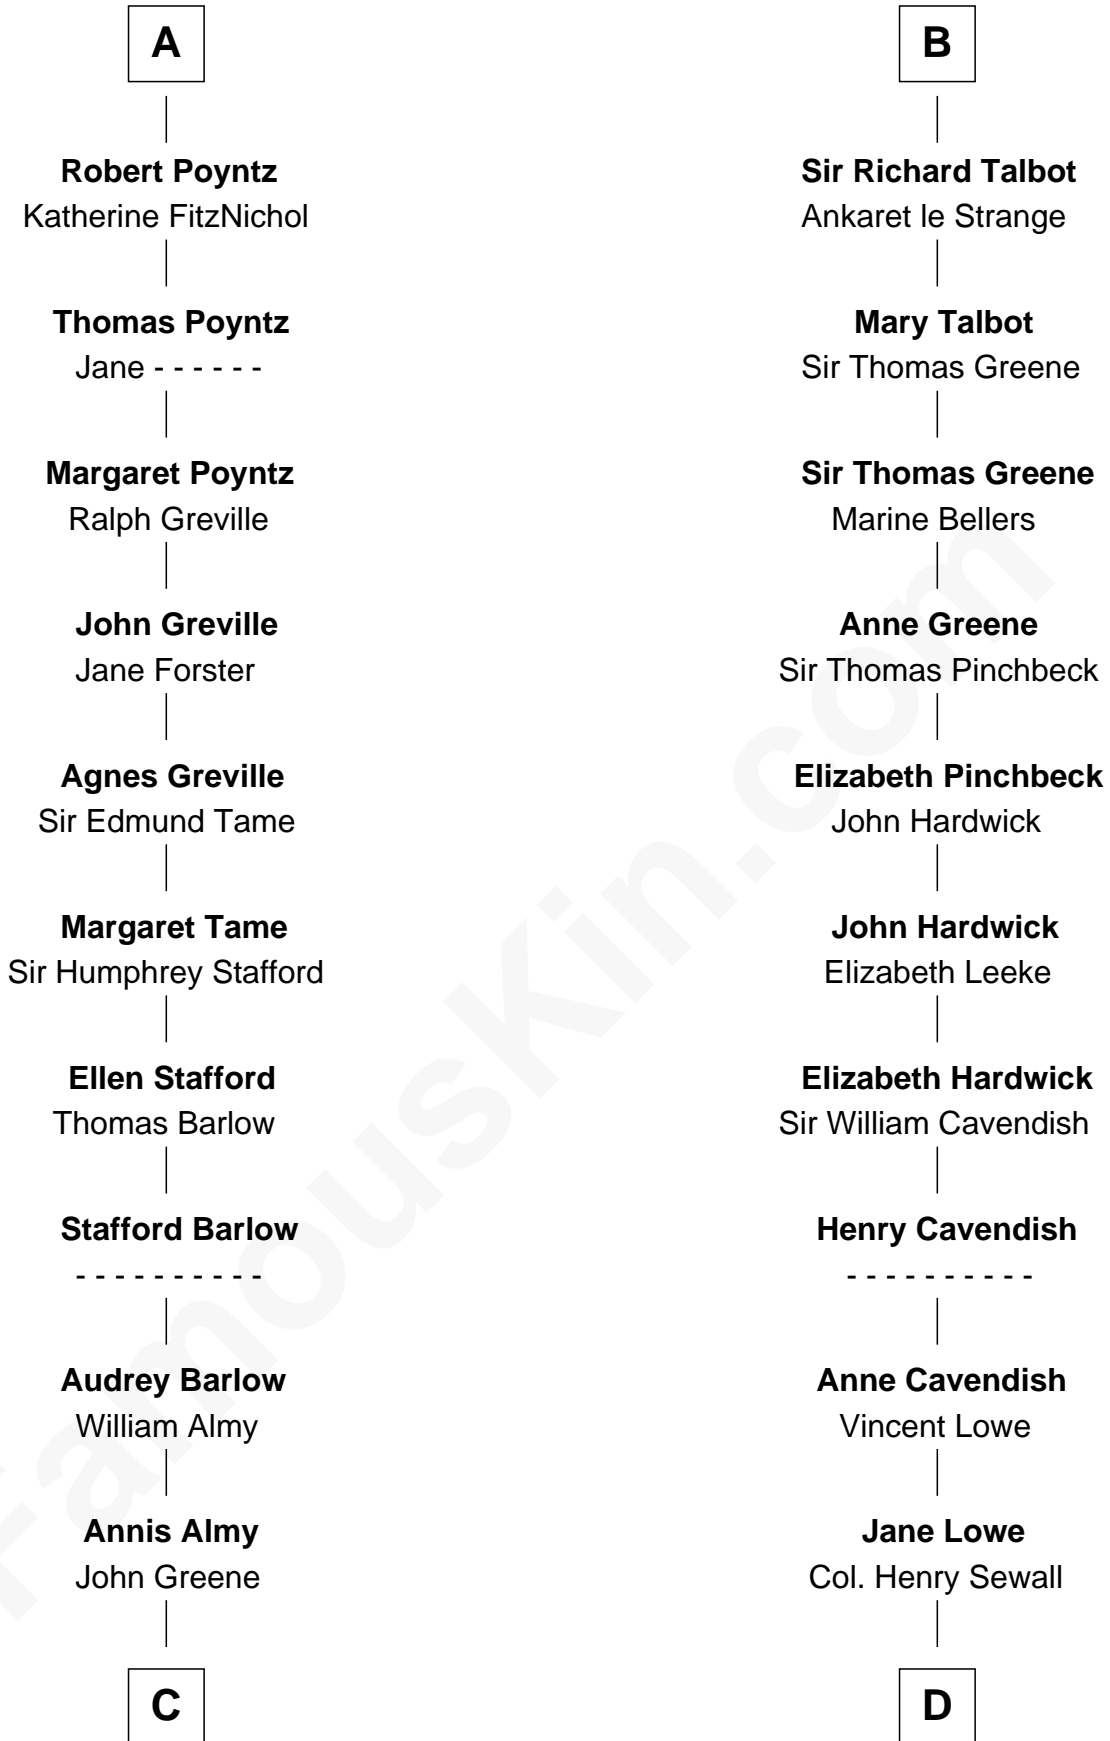 A
Robert Poyntz
Katherine FitzNichol
Thomas Poyntz
Jane - - - - - -
Margaret Poyntz
Ralph Greville
John Greville
Jane Forster
Agnes Greville
Sir Edmund Tame
Margaret Tame
Sir Humphrey Stafford
Ellen Stafford
Thomas Barlow
Stafford Barlow
- - - - - - - - - -
Audrey Barlow
William Almy
Annis Almy
John Greene
C
B
Sir Richard Talbot
Ankaret le Strange
Mary Talbot
Sir Thomas Greene
Sir Thomas Greene
Marine Bellers
Anne Greene
Sir Thomas Pinchbeck
Elizabeth Pinchbeck
John Hardwick
John Hardwick
Elizabeth Leeke
Elizabeth Hardwick
Sir William Cavendish
Henry Cavendish
- - - - - - - - - -
Anne Cavendish
Vincent Lowe
Jane Lowe
Col. Henry Sewall
D
FamousKin.com